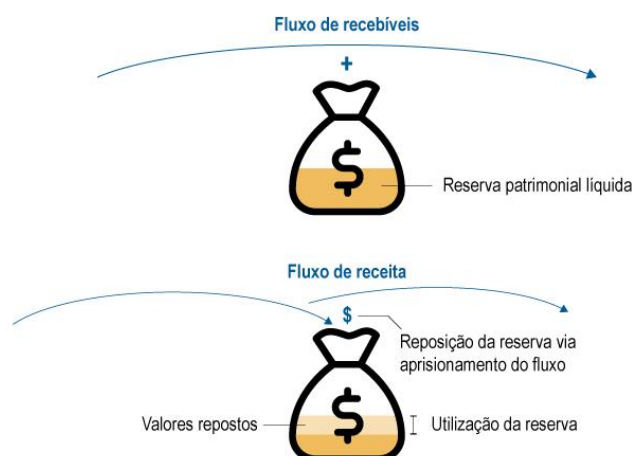 Fluxo de recebíveis
+
$
Reserva patrimonial líquida
Fluxo de receita
$
Reposição da reserva via
aprisionamento do fluxo
$
Valores repostos
Utilização da reserva